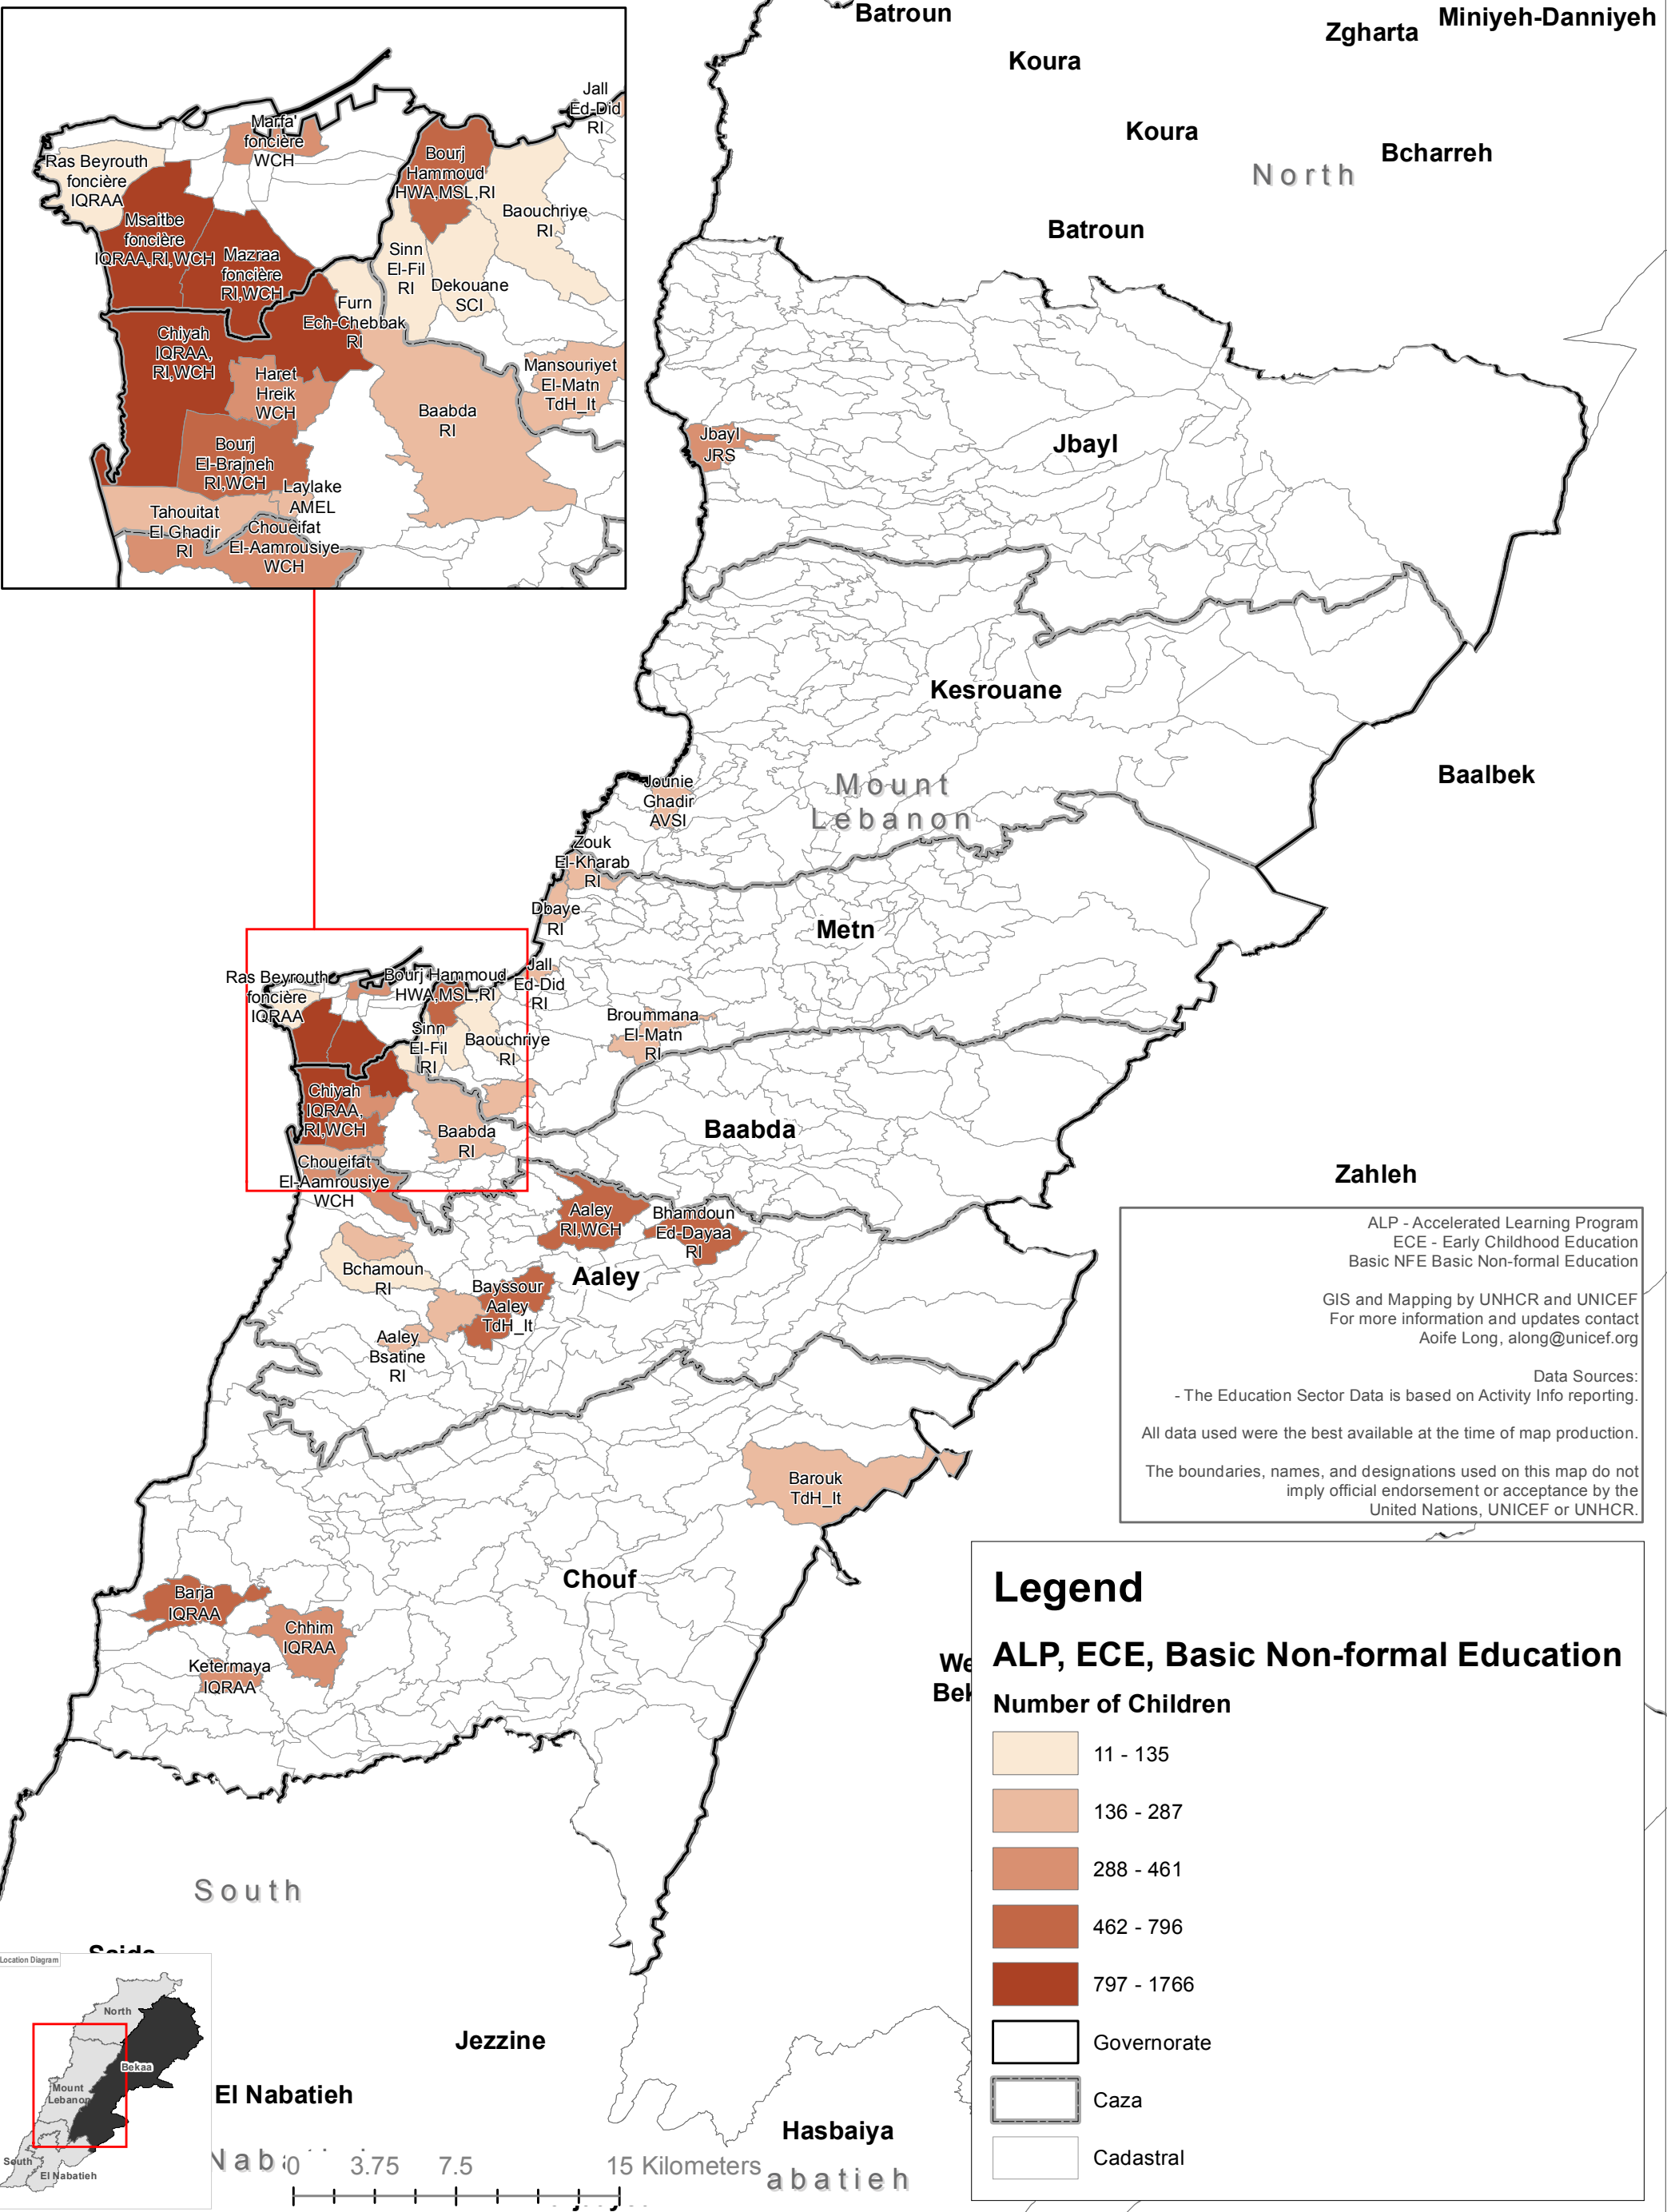 Batroun
Miniyeh-Danniyeh
Zgharta
Koura
Koura
Bcharreh
North
Batroun
Jall
Ed-Did
RI
Marfa'
foncière
WCH
Ras Beyrouth
foncière
IQRAA
Bourj
Hammoud
HWA,MSL,RI
Baouchriye
RI
Msaitbe
foncière
IQRAA,RI,WCH
Mazraa
foncière
RI,WCH
Sinn
El-Fil
RI
Dekouane
SCI
Furn
Ech-Chebbak
RI
Chiyah
IQRAA,
RI,WCH
Haret
Hreik
WCH
Mansouriyet
El-Matn
TdH_It
Baabda
RI
Bourj
El-Brajneh
RI,WCH
Laylake
AMEL
Tahouitat
El Ghadir
RI
Choueifat
El-Aamrousiye
WCH
Jbayl
JRS
Jbayl
Kesrouane
Mount
Lebanon
Baalbek
Jounie
Ghadir
AVSI
Zouk
El-Kharab
RI
Dbaye
RI
Metn
Jall
Ed-Did
RI
Ras Beyrouth
foncière
IQRAA
Bourj Hammoud
HWA,MSL,RI
Sinn
El-Fil
RI
Baouchriye
RI
Broummana
El-Matn
RI
Chiyah
IQRAA,
RI,WCH
Baabda
RI
Baabda
Choueifat
El-Aamrousiye
WCH
Zahleh
Aaley
RI,WCH
Bhamdoun
Ed-Dayaa
RI
Bchamoun
RI
Aaley
Bayssour
Aaley
TdH_It
Aaley
Bsatine
RI
ALP - Accelerated Learning Program
ECE - Early Childhood Education
Basic NFE Basic Non-formal Education
GIS and Mapping by UNHCR and UNICEF
For more information and updates contact
Aoife Long, along@unicef.org
Data Sources:
- The Education Sector Data is based on Activity Info reporting.
All data used were the best available at the time of map production.
The boundaries, names, and designations used on this map do not
imply official endorsement or acceptance by the
United Nations, UNICEF or UNHCR.
Barouk
TdH_It
Chouf
Barja
IQRAA
Chhim
IQRAA
Ketermaya
IQRAA
We
Bek
Legend
ALP, ECE, Basic Non-formal Education
Number of Children
11 - 135
136 - 287
288 - 461
462 - 796
797 - 1766
Governorate
Caza
Cadastral
South
Saida
Location Diagram
North
Bekaa
Mount
Lebanon
South
El Nabatieh
Jezzine
El Nabatieh
Hasbaiya
Nab
abatieh
0 3.75 7.5 15 Kilometers